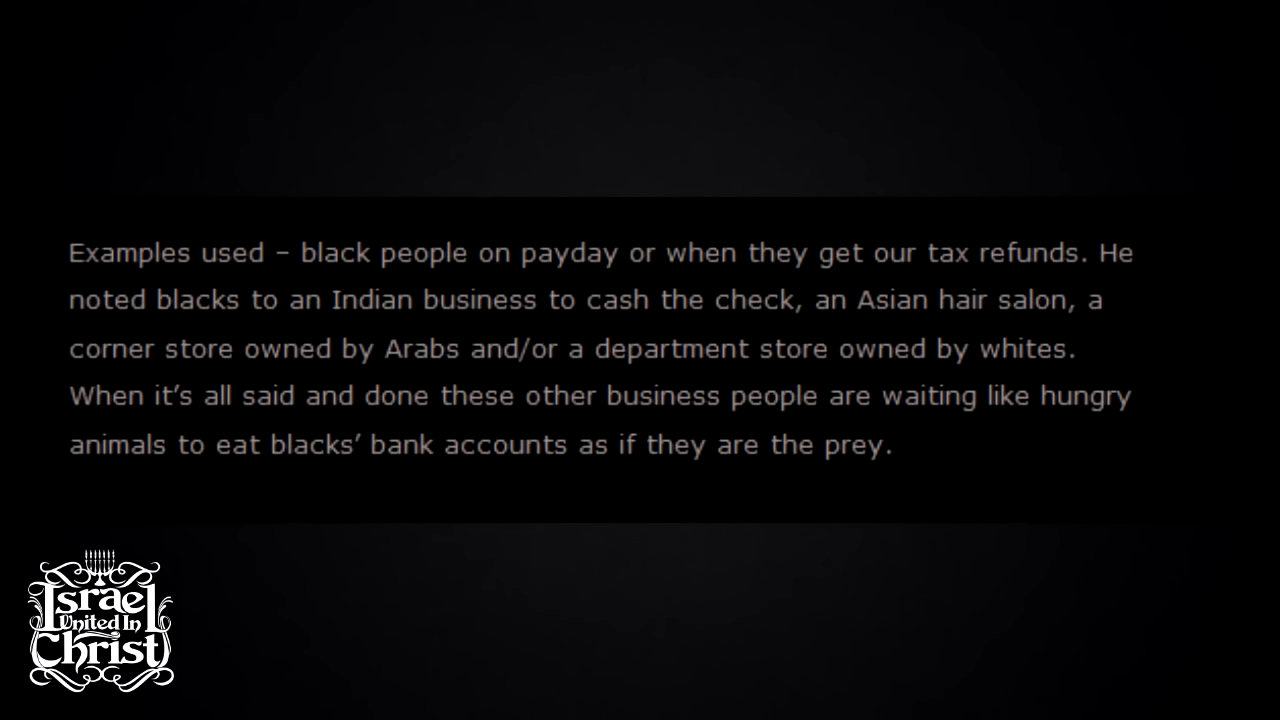 Examples used – black people on payday or when they get our tax refunds. He
noted blacks to an Indian business to cash the check, an Asian hair salon, a
corner store owned by Arabs and/or a department store owned by whites.
When it’s all said and done these other business people are waiting like hungry
animals to eat blacks’ bank accounts as if they are the prey.
Israel
United In
Christ